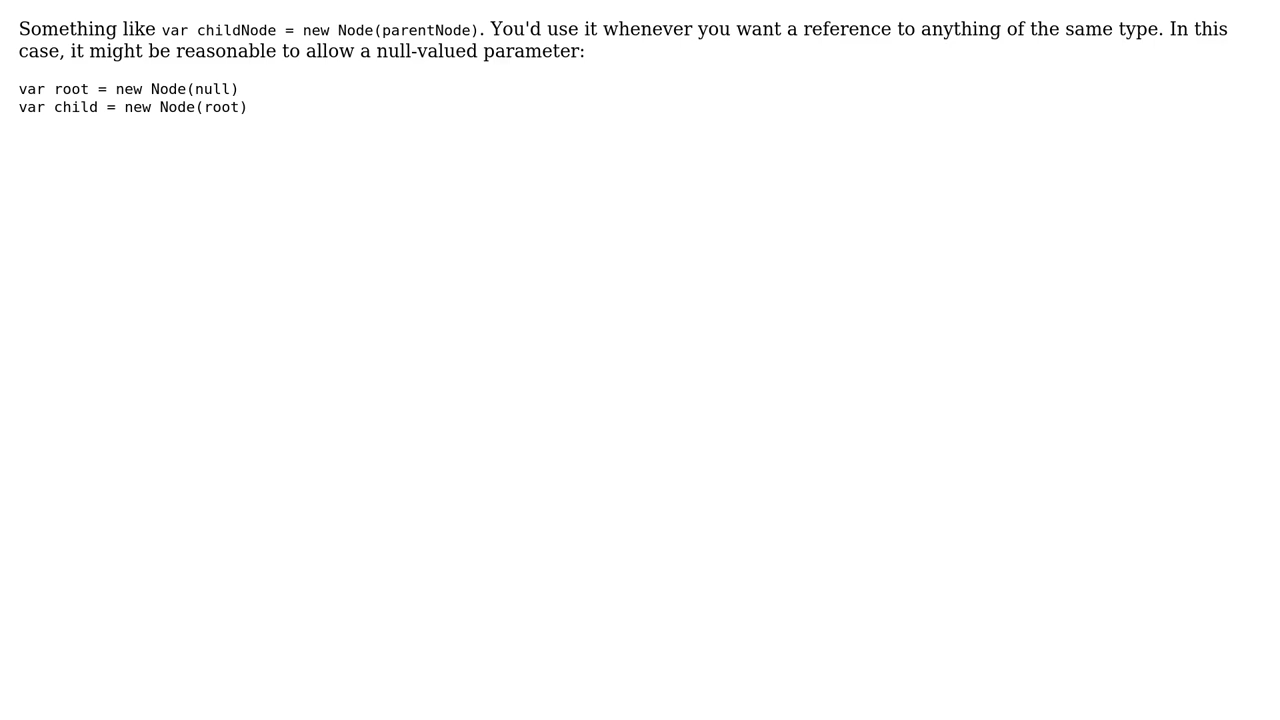 Something like var childNode = new Node(parentNode). You'd use it whenever you want a reference to anything of the same type. In this
case, it might be reasonable to allow a null-valued parameter:
var root = new Node(null)
var child = new Node(root)